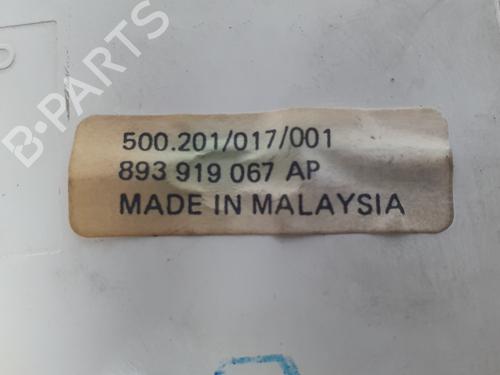 B-PARTS
500.201/017/001
893 919 067 AP
MADE IN MALAYSIA